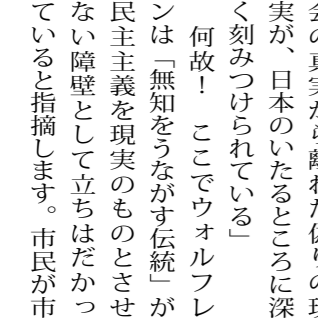 会の真実から離れた偽りの現
実が、日本のいたるところに深
く刻みつけられている」
何故！　ここでウォルフレ
ンは「無知をうながす伝統」が
民主主義を現実のものとさせ
ない障壁として立ちはだかっ
ていると指摘します。市民が市